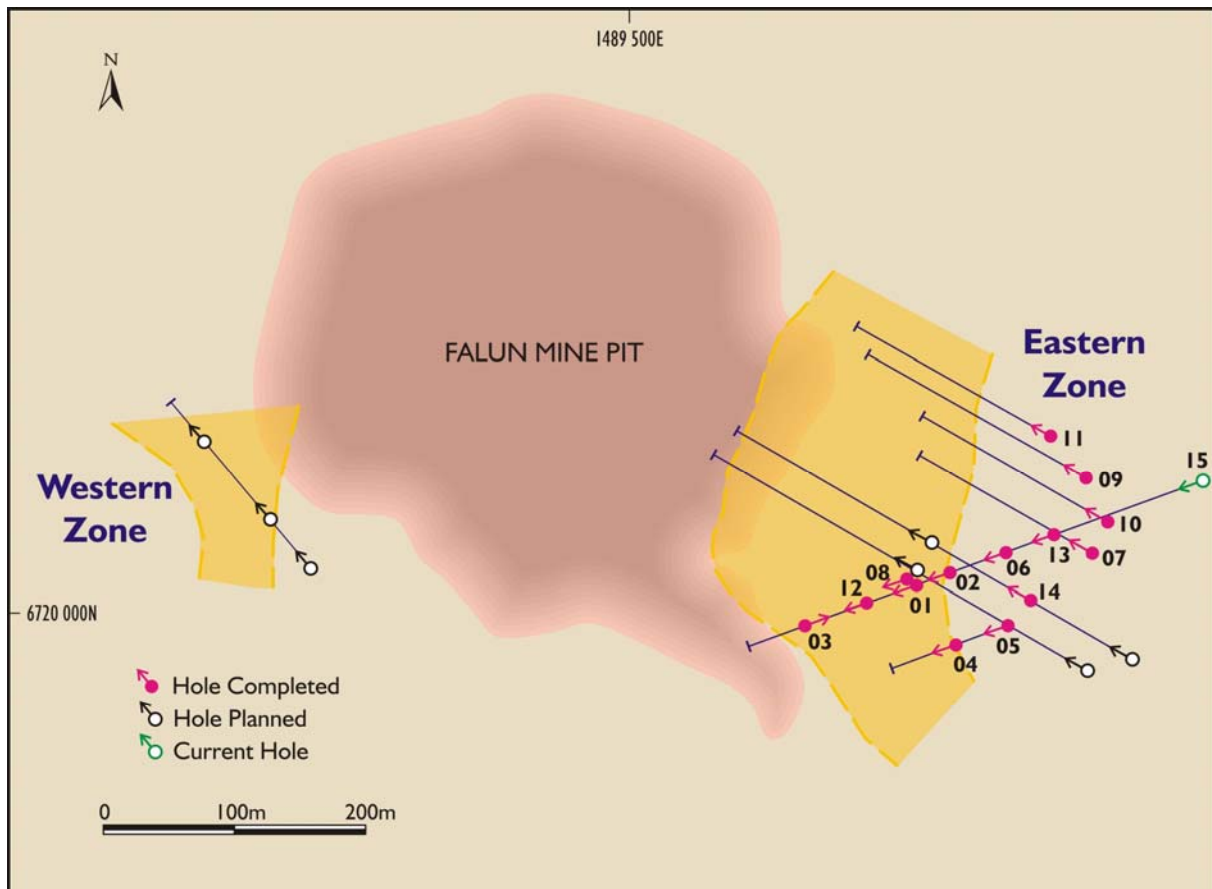 1489 500E
N
FALUN MINE PIT
Eastern
Zone
11
09
15
10
13
07
06
02
08
01
12
14
03
05
04
Western
Zone
6720 000N
Hole Completed
Hole Planned
Current Hole
0 100m 200m